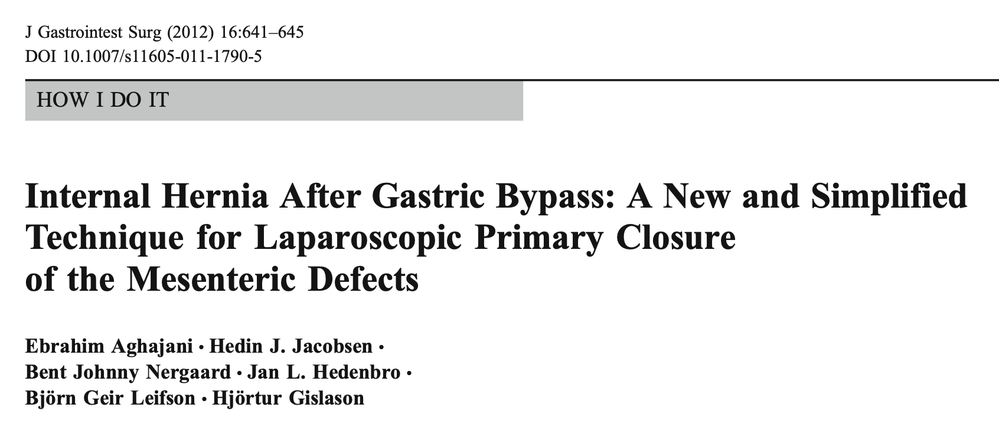 J Gastrointest Surg (2012) 16:641–645
DOI 10.1007/s11605-011-1790-5
HOW I DO IT
Internal Hernia After Gastric Bypass: A New and Simplified
Technique for Laparoscopic Primary Closure
of the Mesenteric Defects
Ebrahim Aghajani · Hedin J. Jacobsen ·
Bent Johnny Nergaard · Jan L. Hedenbro ·
Björn Geir Leifson · Hjörtur Gislason